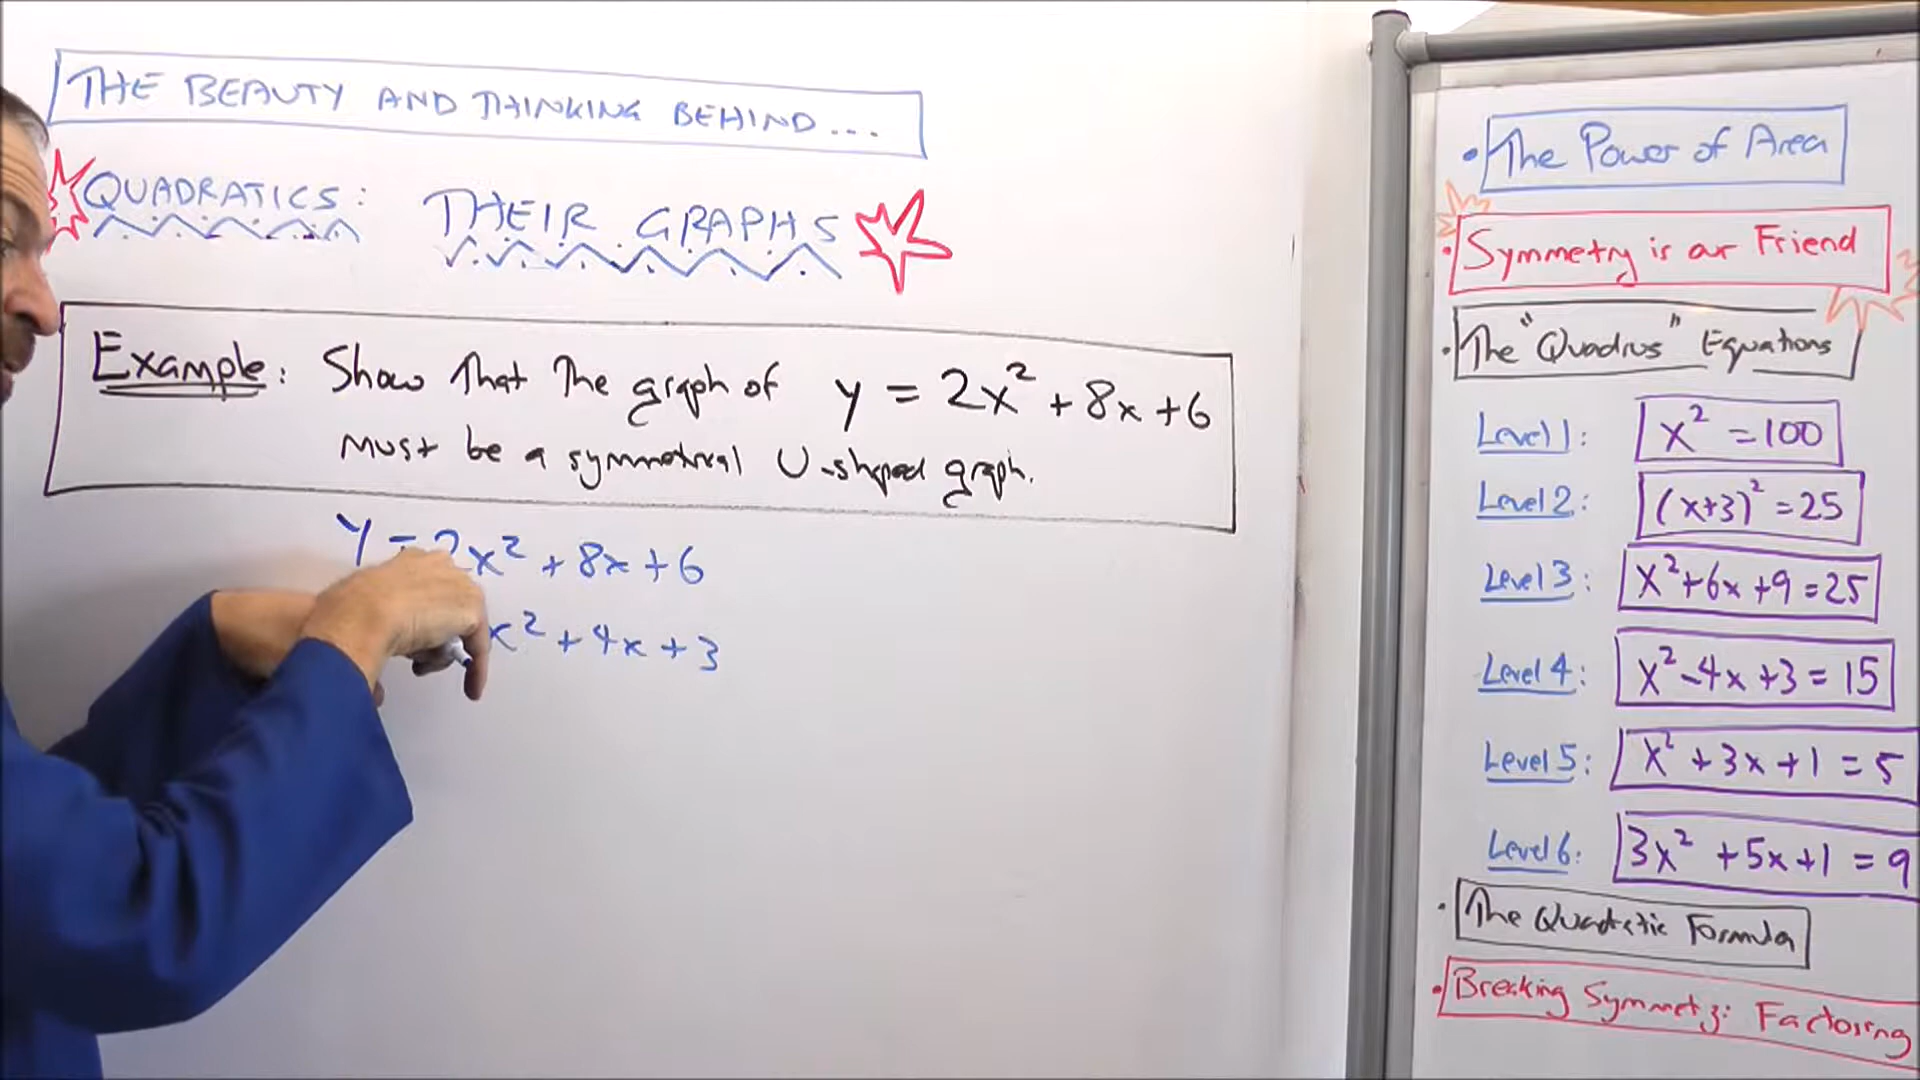 THE BEAUTY AND THINKING BEHIND...
QUADRATICS: THEIR GRAPHS
Example: Show that the graph of y = 2x² + 8x + 6
must be a symmetrical U-shaped graph.
y = 2x² + 8x + 6
x² + 4x + 3
• The Power of Area
• Symmetry is our Friend
• The "Quadrus" Equations
Level 1: x² = 100
Level 2: (x+3)² = 25
Level 3: x² + 6x + 9 = 25
Level 4: x² - 4x + 3 = 15
Level 5: x² + 3x + 1 = 5
Level 6: 3x² + 5x + 1 = 9
• The Quadratic Formula
• Breaking Symmetry: Factoring